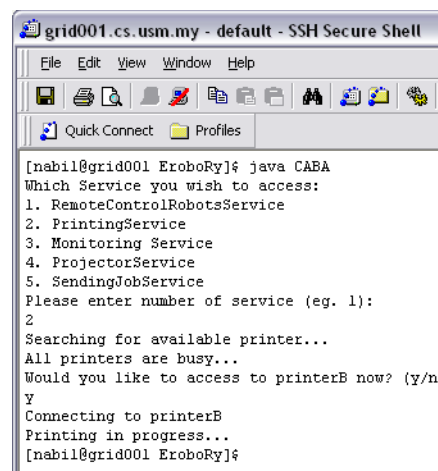 grid001.cs.usm.my - default - SSH Secure Shell
File Edit View Window Help
Quick Connect Profiles
[nabil@grid001 EroboRy]$ java CABA
Which Service you wish to access:
1. RemoteControlRobotsService
2. PrintingService
3. Monitoring Service
4. ProjectorService
5. SendingJobService
Please enter number of service (eg. 1):
2
Searching for available printer...
All printers are busy...
Would you like to access to printerB now? (y/n
y
Connecting to printerB
Printing in progress...
[nabil@grid001 EroboRy]$